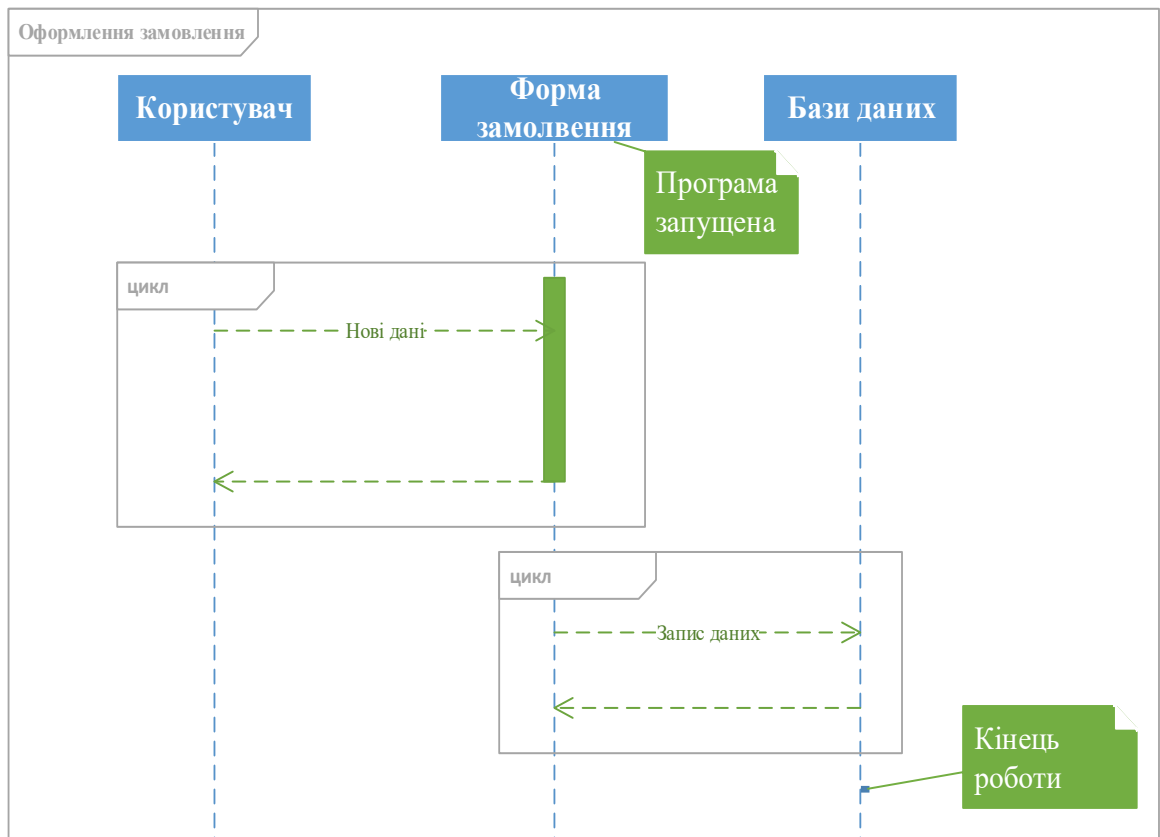 Оформлення замовлення
Користувач
Форма
замолвення
Бази даних
Програма
запущена
цикл
Нові дані
цикл
Запис даних
Кінець
роботи